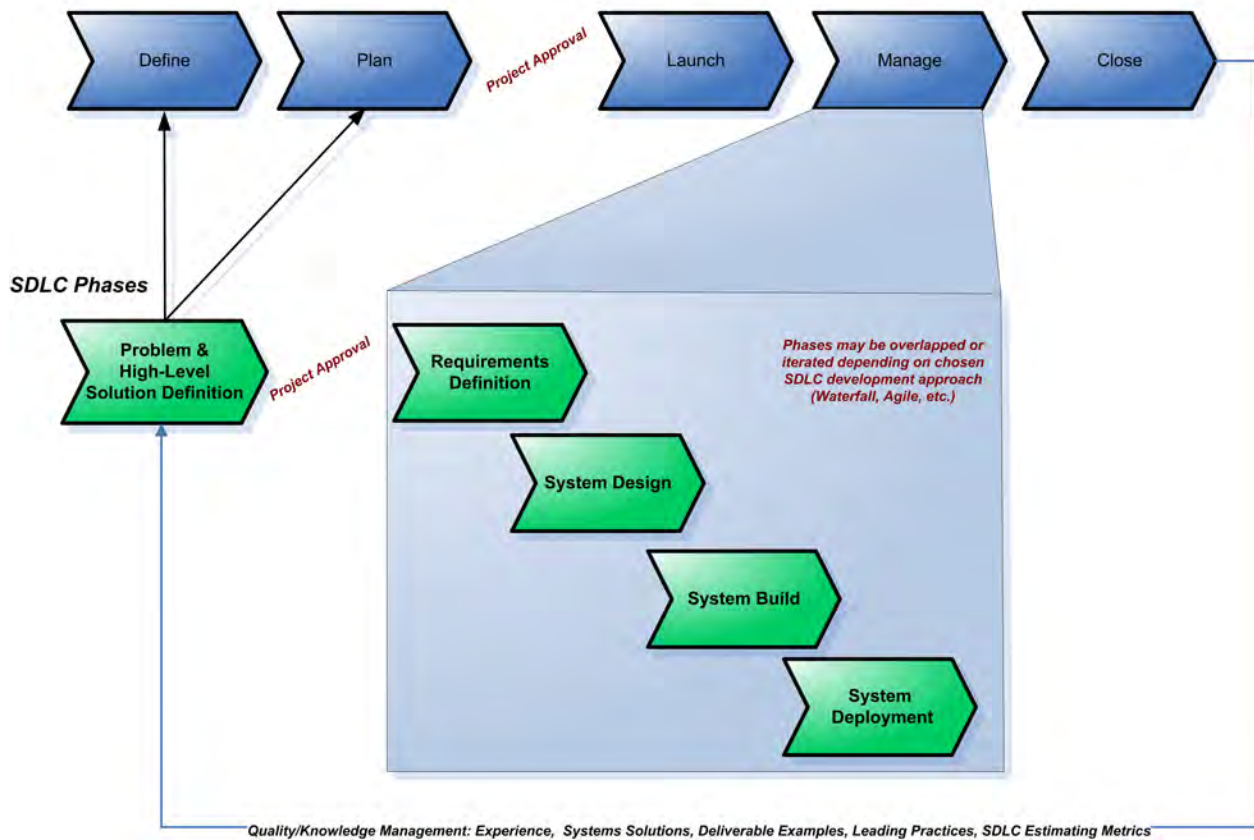 Define
Plan
Project Approval
Launch
Manage
Close
SDLC Phases
Problem &
High-Level
Solution Definition
Project Approval
Requirements
Definition
Phases may be overlapped or
iterated depending on chosen
SDLC development approach
(Waterfall, Agile, etc.)
System Design
System Build
System
Deployment
Quality/Knowledge Management: Experience, Systems Solutions, Deliverable Examples, Leading Practices, SDLC Estimating Metrics